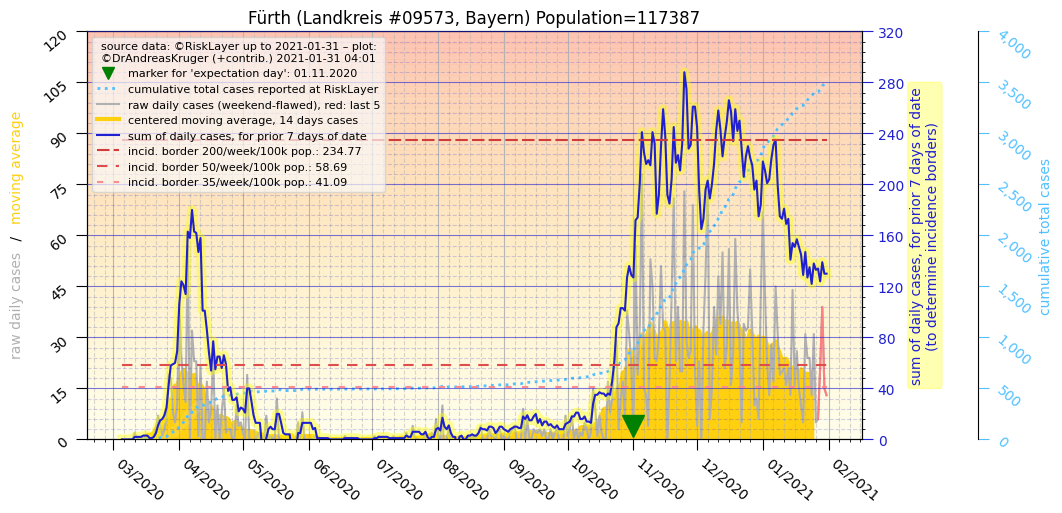 Fürth (Landkreis #09573, Bayern) Population=117387
source data: ©RiskLayer up to 2021-01-31 – plot:
©DrAndreasKruger (+contrib.) 2021-01-31 04:01
marker for 'expectation day': 01.11.2020
cumulative total cases reported at RiskLayer
raw daily cases (weekend-flawed), red: last 5
centered moving average, 14 days cases
sum of daily cases, for prior 7 days of date
incid. border 200/week/100k pop.: 234.77
incid. border 50/week/100k pop.: 58.69
incid. border 35/week/100k pop.: 41.09
raw daily cases / moving average
120
105
90
75
60
45
30
15
0
03/2020
04/2020
05/2020
06/2020
07/2020
08/2020
09/2020
10/2020
11/2020
12/2020
01/2021
02/2021
320
280
240
200
160
120
80
40
0
sum of daily cases, for prior 7 days of date
(to determine incidence borders)
4,000
3,500
3,000
2,500
2,000
1,500
1,000
500
0
cumulative total cases